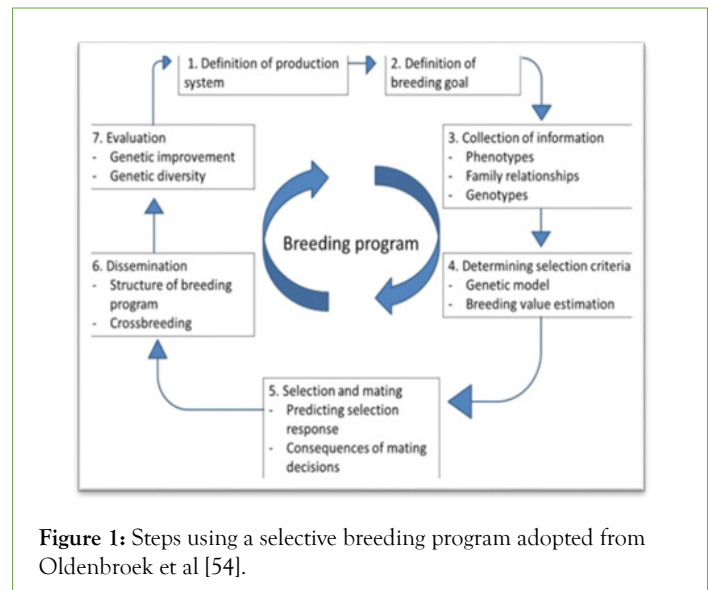 1. Definition of production
system
2. Definition of
breeding goal
3. Collection of information
- Phenotypes
- Family relationships
- Genotypes
4. Determining selection criteria
- Genetic model
- Breeding value estimation
5. Selection and mating
- Predicting selection
response
- Consequences of mating
decisions
6. Dissemination
- Structure of breeding
program
- Crossbreeding
7. Evaluation
- Genetic improvement
- Genetic diversity
Breeding program
Figure 1: Steps using a selective breeding program adopted from
Oldenbroek et al [54].